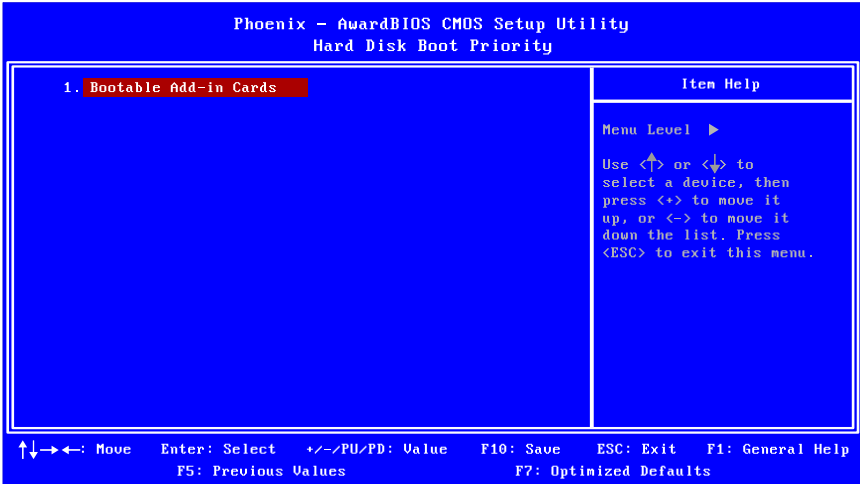 Phoenix – AwardBIOS CMOS Setup Utility
Hard Disk Boot Priority
1. Bootable Add-in Cards
Item Help
Menu Level ▶
Use <↑> or <↓> to
select a device, then
press <+> to move it
up, or <-> to move it
down the list. Press
<ESC> to exit this menu.
↑↓→←: Move Enter: Select +/-/PU/PD: Value F10: Save ESC: Exit F1: General Help
F5: Previous Values F7: Optimized Defaults